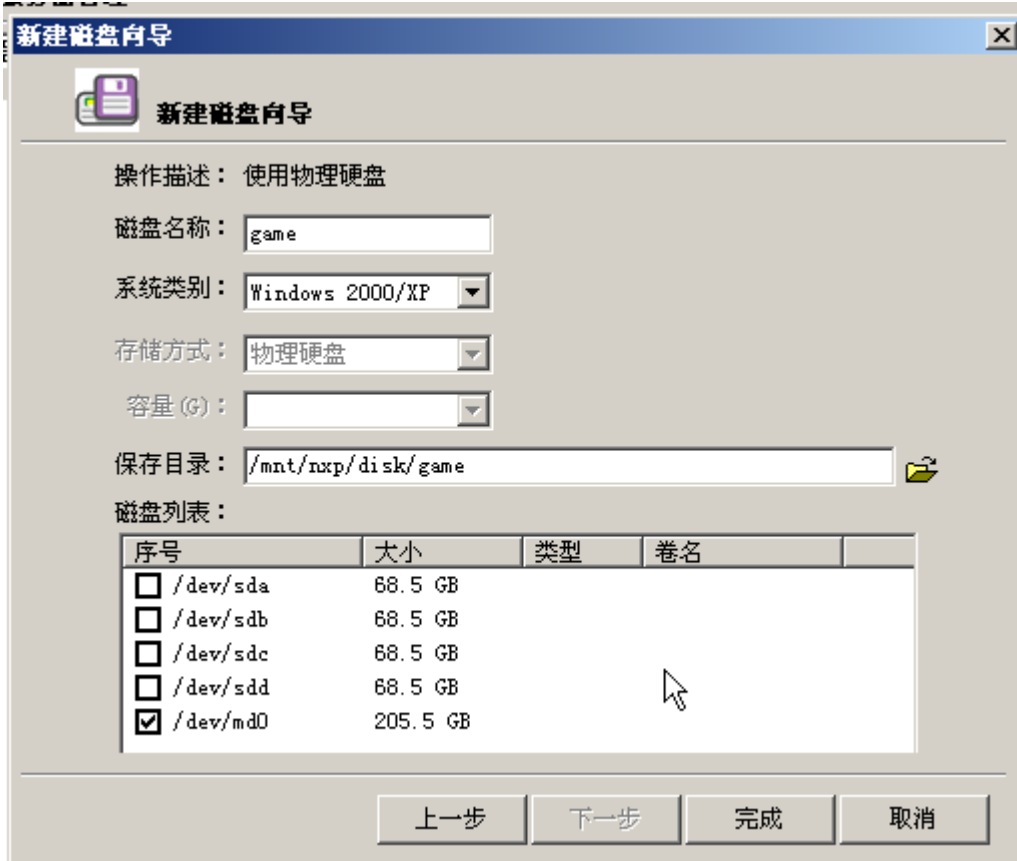 新建磁盘向导
新建磁盘向导
操作描述： 使用物理硬盘
磁盘名称： game
系统类别： Windows 2000/XP
存储方式： 物理硬盘
容量(G)：
保存目录： /mnt/nxp/disk/game
磁盘列表：
序号 大小 类型 卷名
/dev/sda 68.5 GB
/dev/sdb 68.5 GB
/dev/sdc 68.5 GB
/dev/sdd 68.5 GB
/dev/md0 205.5 GB
上一步 下一步 完成 取消